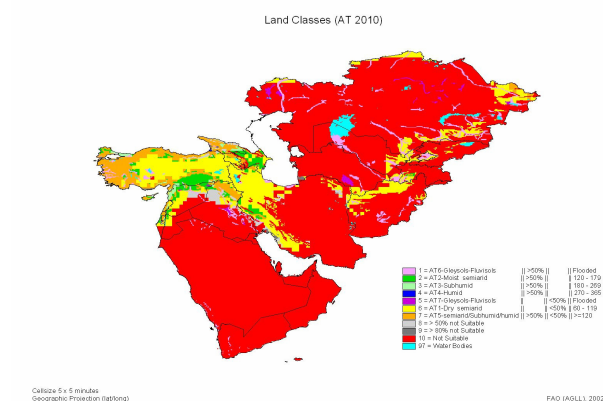 Land Classes (AT 2010)
1 = AT6-Gleysols-Fluvisols || >50% || || Flooded
2 = AT2-Moist semiarid || >50% || || 120 - 179
3 = AT3-Subhumid || >50% || || 180 - 269
4 = AT4-Humid || >50% || || 270 - 365
5 = AT7-Gleysols-Fluvisols || || <50% || Flooded
6 = AT1-Dry semiarid || || <50% || 60 - 119
7 = AT5-semiarid/Subhumid/humid || >50% || <50% || >=120
8 = > 50% not Suitable
9 = > 80% not Suitable
10 = Not Suitable
97 = Water Bodies
Cellsize 5 x 5 minutes
Geographic Projection (lat/long)
FAO (AGLL), 2002